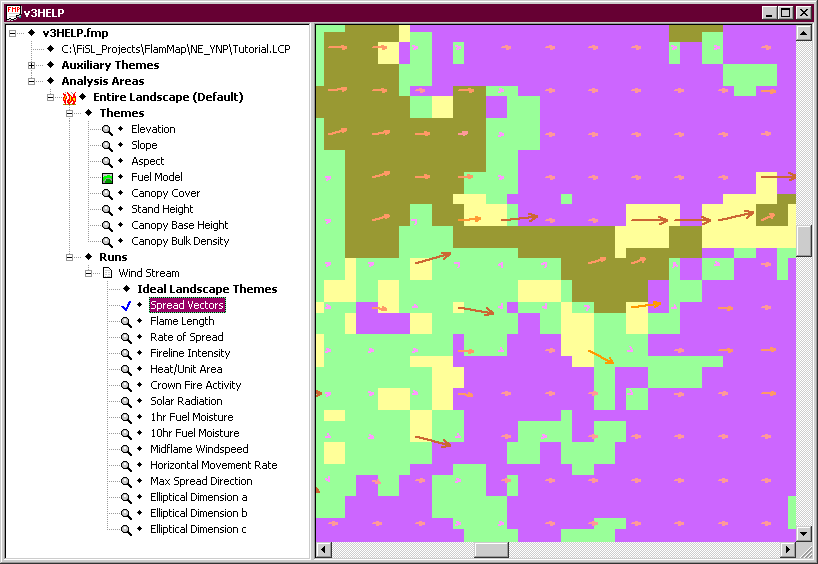 FMP
v3HELP
v3HELP.fmp
C:\FiSL_Projects\FlamMap\NE_YNP\Tutorial.LCP
Auxiliary Themes
Analysis Areas
Entire Landscape (Default)
Themes
Elevation
Slope
Aspect
Fuel Model
Canopy Cover
Stand Height
Canopy Base Height
Canopy Bulk Density
Runs
Wind Stream
Ideal Landscape Themes
Spread Vectors
Flame Length
Rate of Spread
Fireline Intensity
Heat/Unit Area
Crown Fire Activity
Solar Radiation
1hr Fuel Moisture
10hr Fuel Moisture
Midflame Windspeed
Horizontal Movement Rate
Max Spread Direction
Elliptical Dimension a
Elliptical Dimension b
Elliptical Dimension c